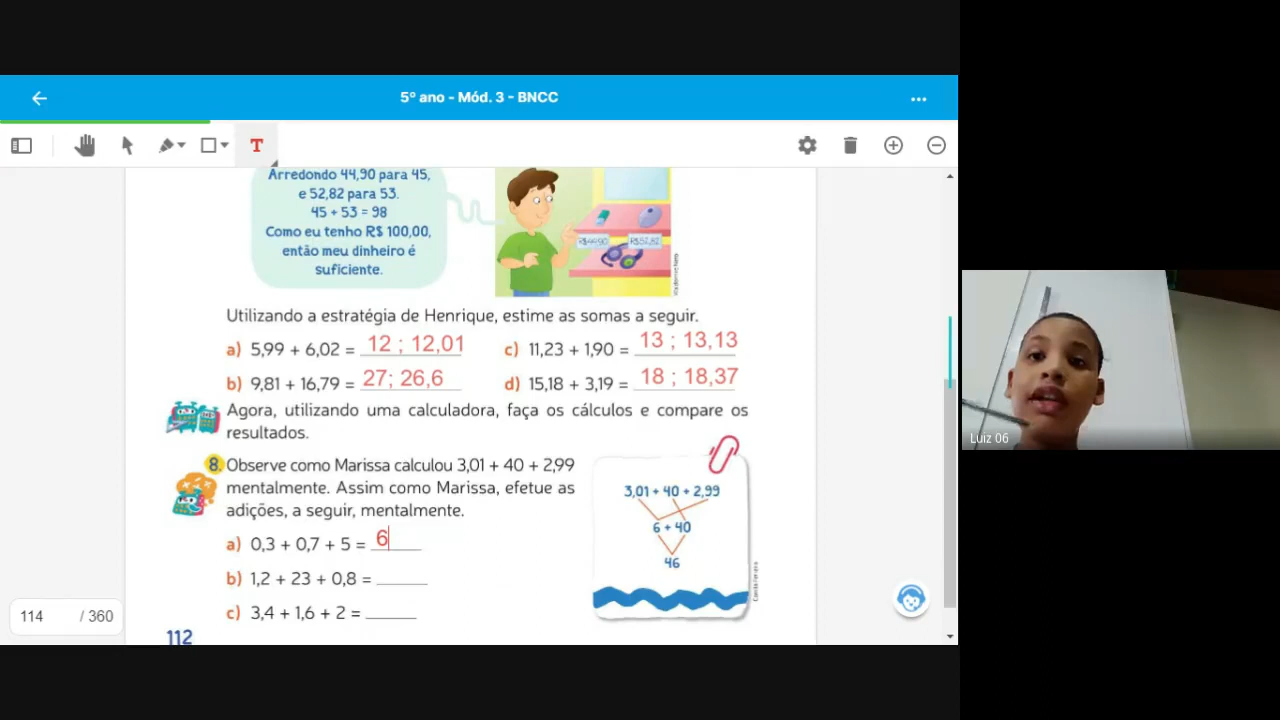 5º ano - Mód. 3 - BNCC
T
Arredondo 44,90 para 45,
e 52,82 para 53.
45 + 53 = 98
Como eu tenho R$ 100,00,
então meu dinheiro é
suficiente.
R$44,90 R$52,82
Utilizando a estratégia de Henrique, estime as somas a seguir.
a) 5,99 + 6,02 = 12 ; 12,01
c) 11,23 + 1,90 = 13 ; 13,13
b) 9,81 + 16,79 = 27; 26,6
d) 15,18 + 3,19 = 18 ; 18,37
Agora, utilizando uma calculadora, faça os cálculos e compare os
resultados.
8. Observe como Marissa calculou 3,01 + 40 + 2,99
mentalmente. Assim como Marissa, efetue as
adições, a seguir, mentalmente.
a) 0,3 + 0,7 + 5 = 6
b) 1,2 + 23 + 0,8 =
c) 3,4 + 1,6 + 2 =
3,01 + 40 + 2,99
6 + 40
46
114 / 360
112
Luiz 06